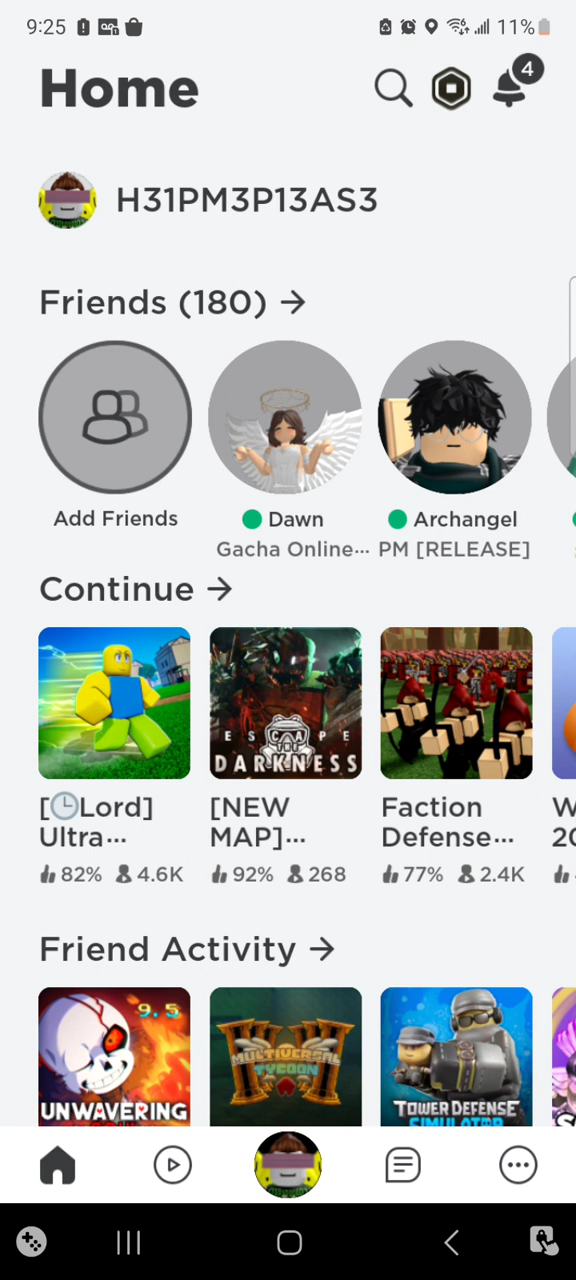 9:25
11%
Home
4
H31PM3P13AS3
Friends (180) →
Add Friends
Dawn
Archangel
Gacha Online...
PM [RELEASE]
Continue →
ESCAPE
THE
DARKNESS
[🕒Lord]
Ultra...
[NEW
MAP]...
Faction
Defense...
W
20
82%
4.6K
92%
268
77%
2.4K
Friend Activity →
9.5
UNWAVERING
MULTIVERSAL
TYCOON
TOWER DEFENSE
SIMULATOR